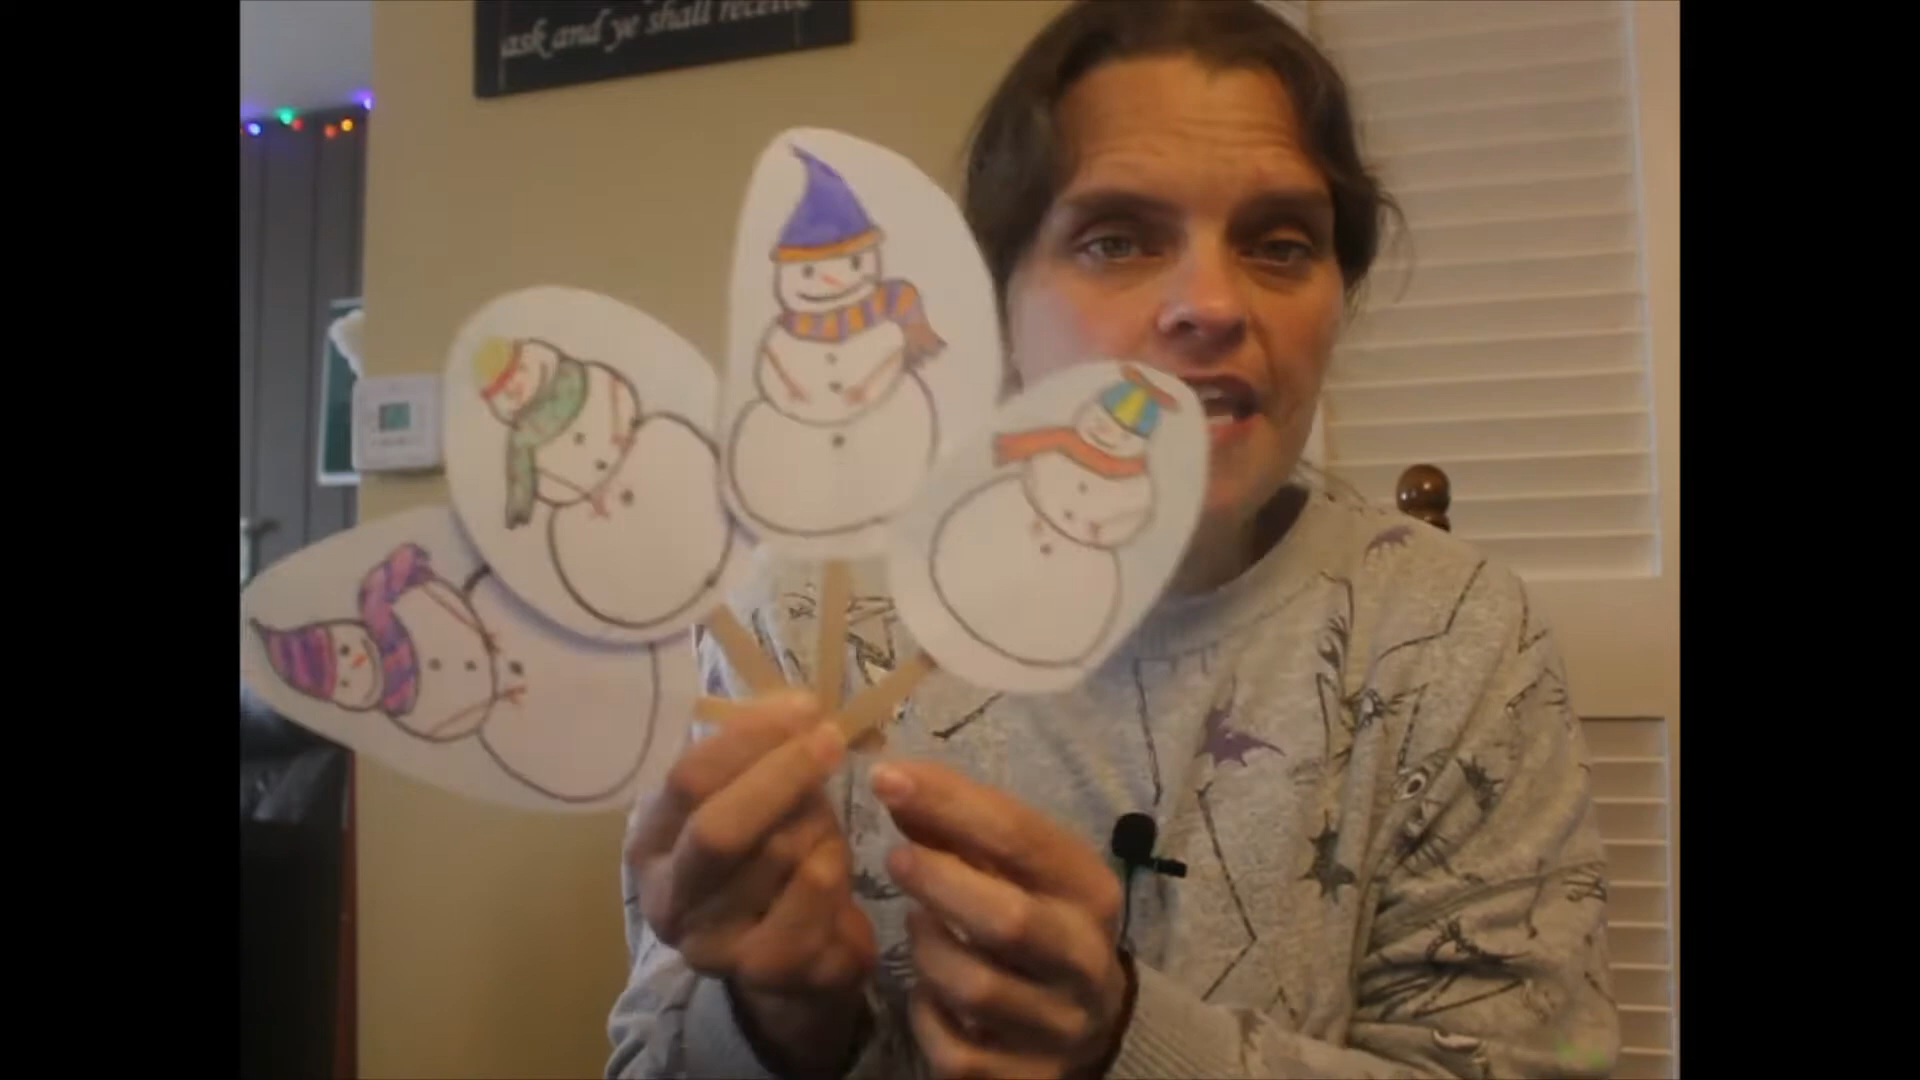 ask and ye shall receive